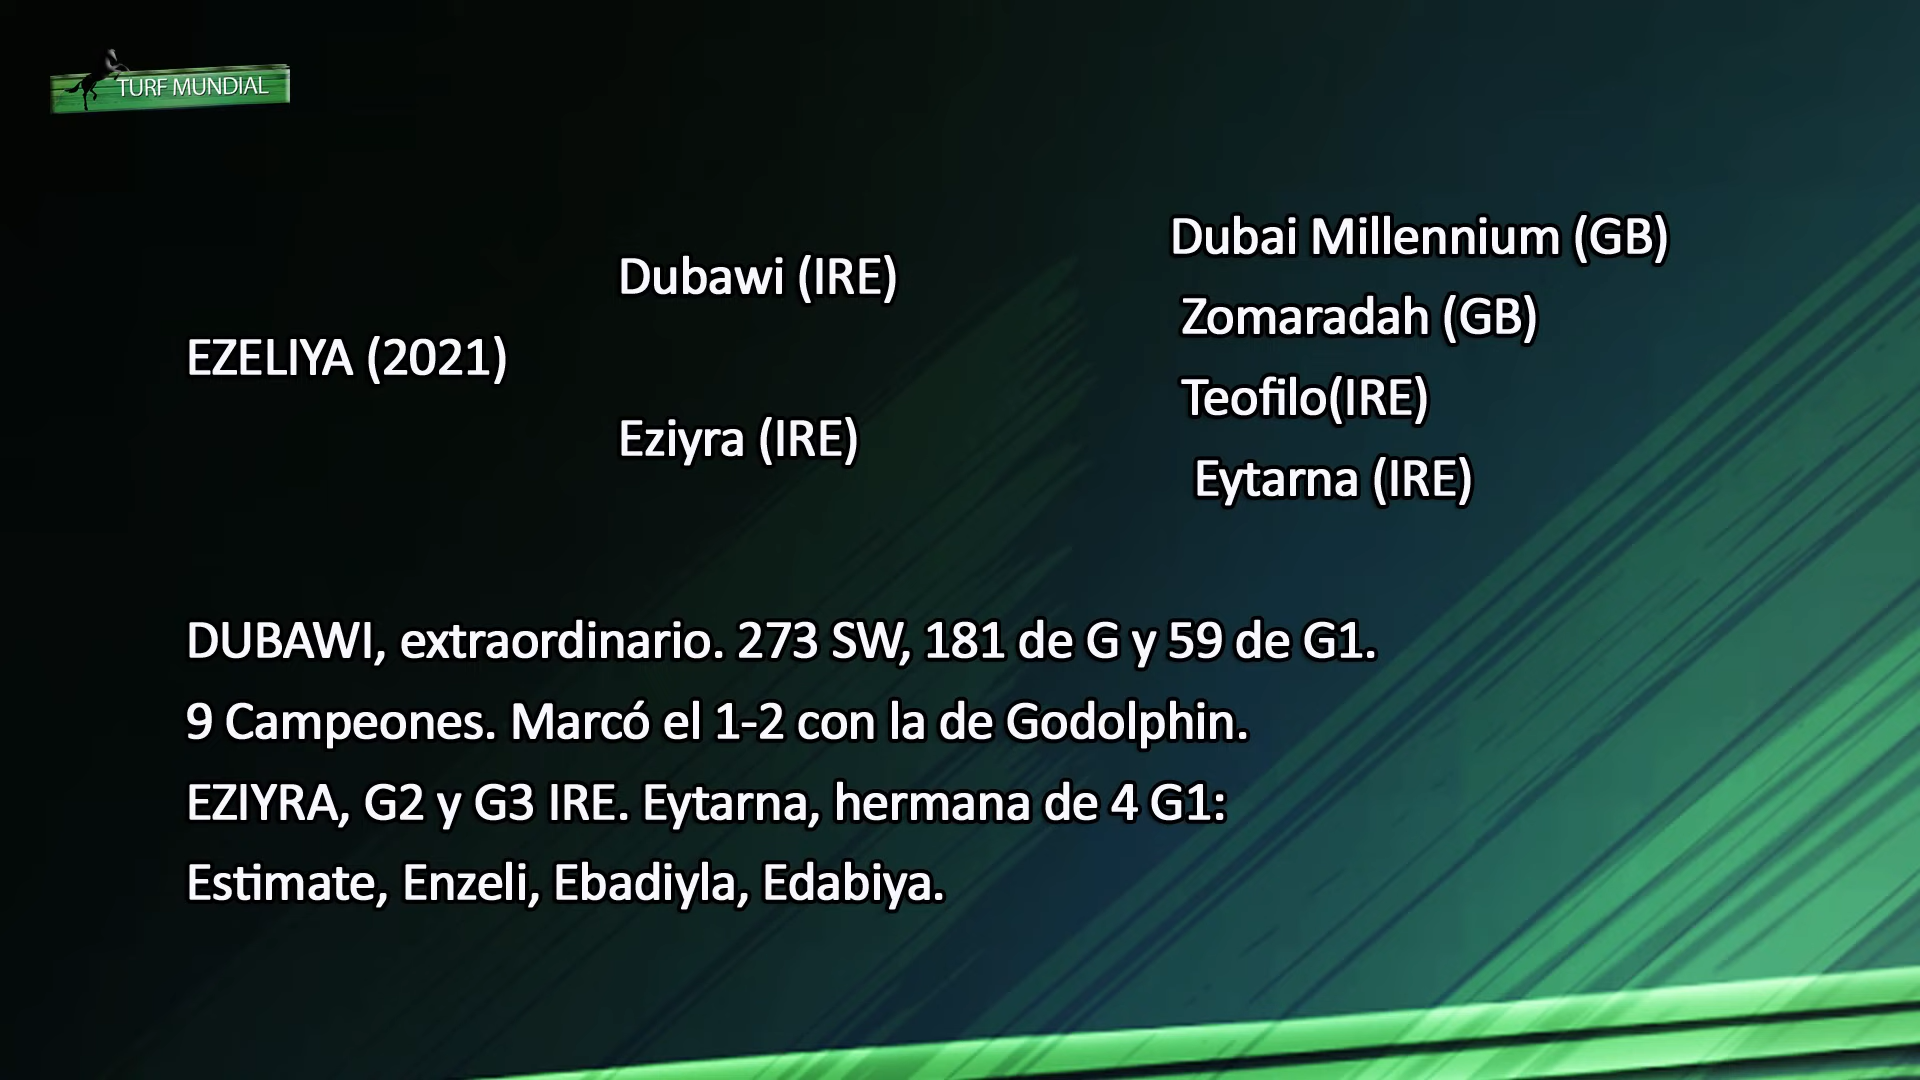 TURF MUNDIAL
Dubai Millennium (GB)
Dubawi (IRE)
Zomaradah (GB)
EZELIYA (2021)
Teofilo(IRE)
Eziyra (IRE)
Eytarna (IRE)
DUBAWI, extraordinario. 273 SW, 181 de G y 59 de G1.
9 Campeones. Marcó el 1-2 con la de Godolphin.
EZIYRA, G2 y G3 IRE. Eytarna, hermana de 4 G1:
Estimate, Enzeli, Ebadiyla, Edabiya.